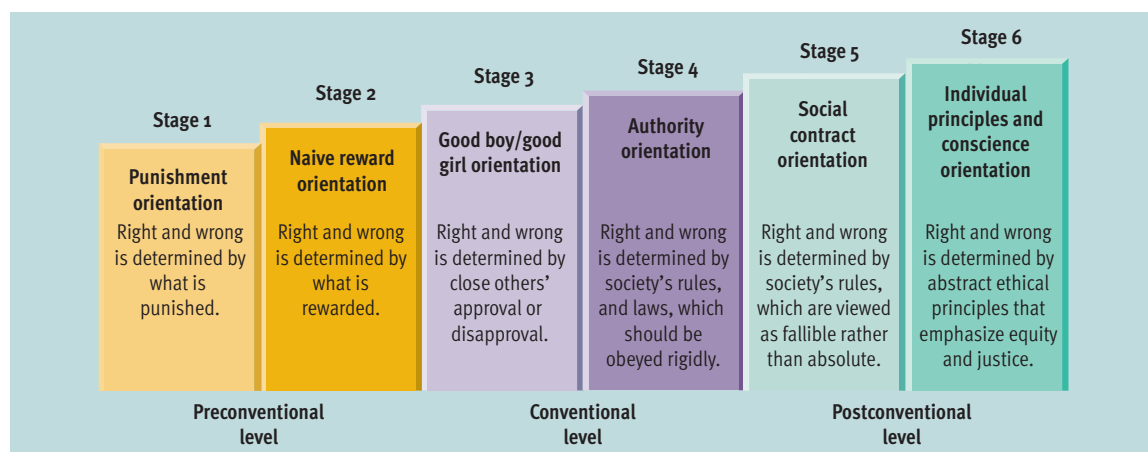 Stage 1
Punishment
orientation
Right and wrong
is determined by
what is
punished.
Stage 2
Naive reward
orientation
Right and wrong
is determined by
what is
rewarded.
Stage 3
Good boy/good
girl orientation
Right and wrong
is determined by
close others’
approval or
disapproval.
Stage 4
Authority
orientation
Right and wrong
is determined by
society’s rules,
and laws, which
should be
obeyed rigidly.
Stage 5
Social
contract
orientation
Right and wrong
is determined by
society’s rules,
which are viewed
as fallible rather
than absolute.
Stage 6
Individual
principles and
conscience
orientation
Right and wrong
is determined by
abstract ethical
principles that
emphasize equity
and justice.
Preconventional
level
Conventional
level
Postconventional
level